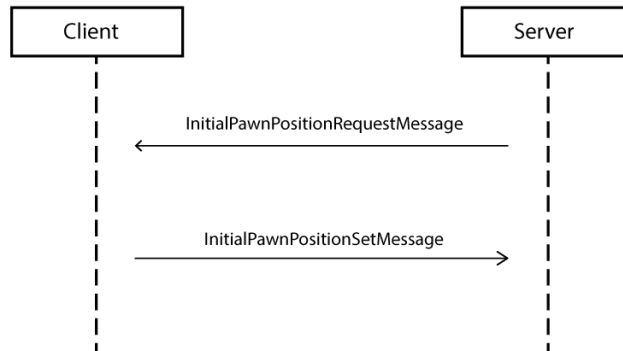 Client
Server
InitialPawnPositionRequestMessage
InitialPawnPositionSetMessage